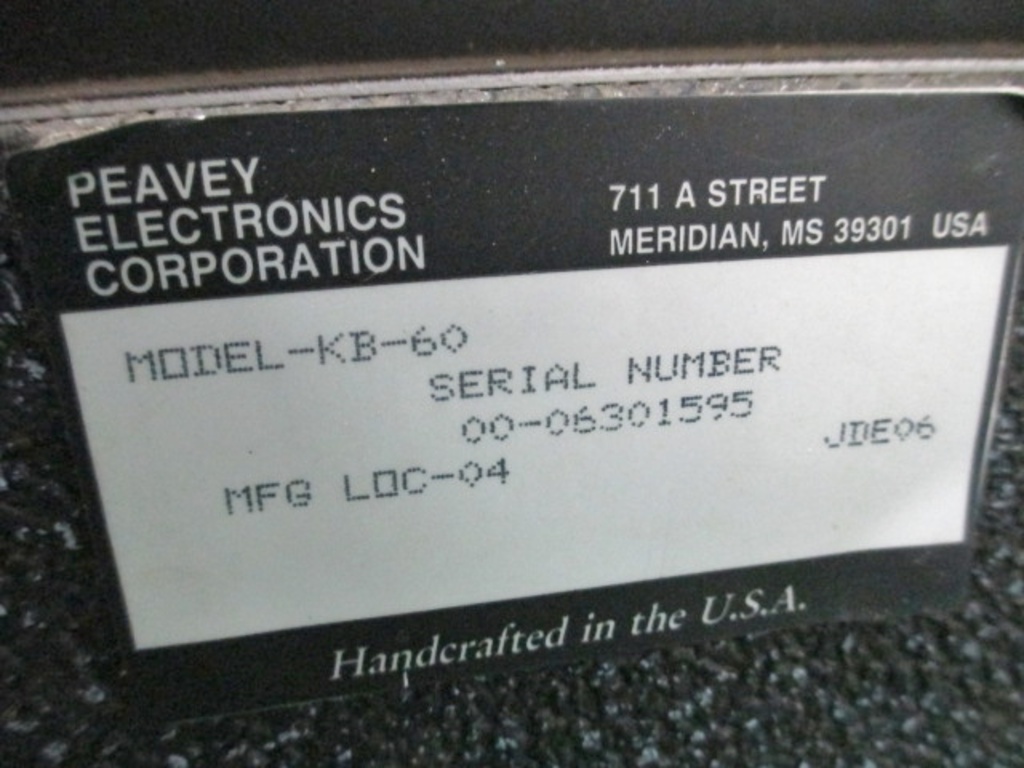 PEAVEY
ELECTRONICS
CORPORATION
711 A STREET
MERIDIAN, MS 39301 USA
MODEL-KB-60
SERIAL NUMBER
00-06301595
JDE06
MFG LOC-04
Handcrafted in the U.S.A.